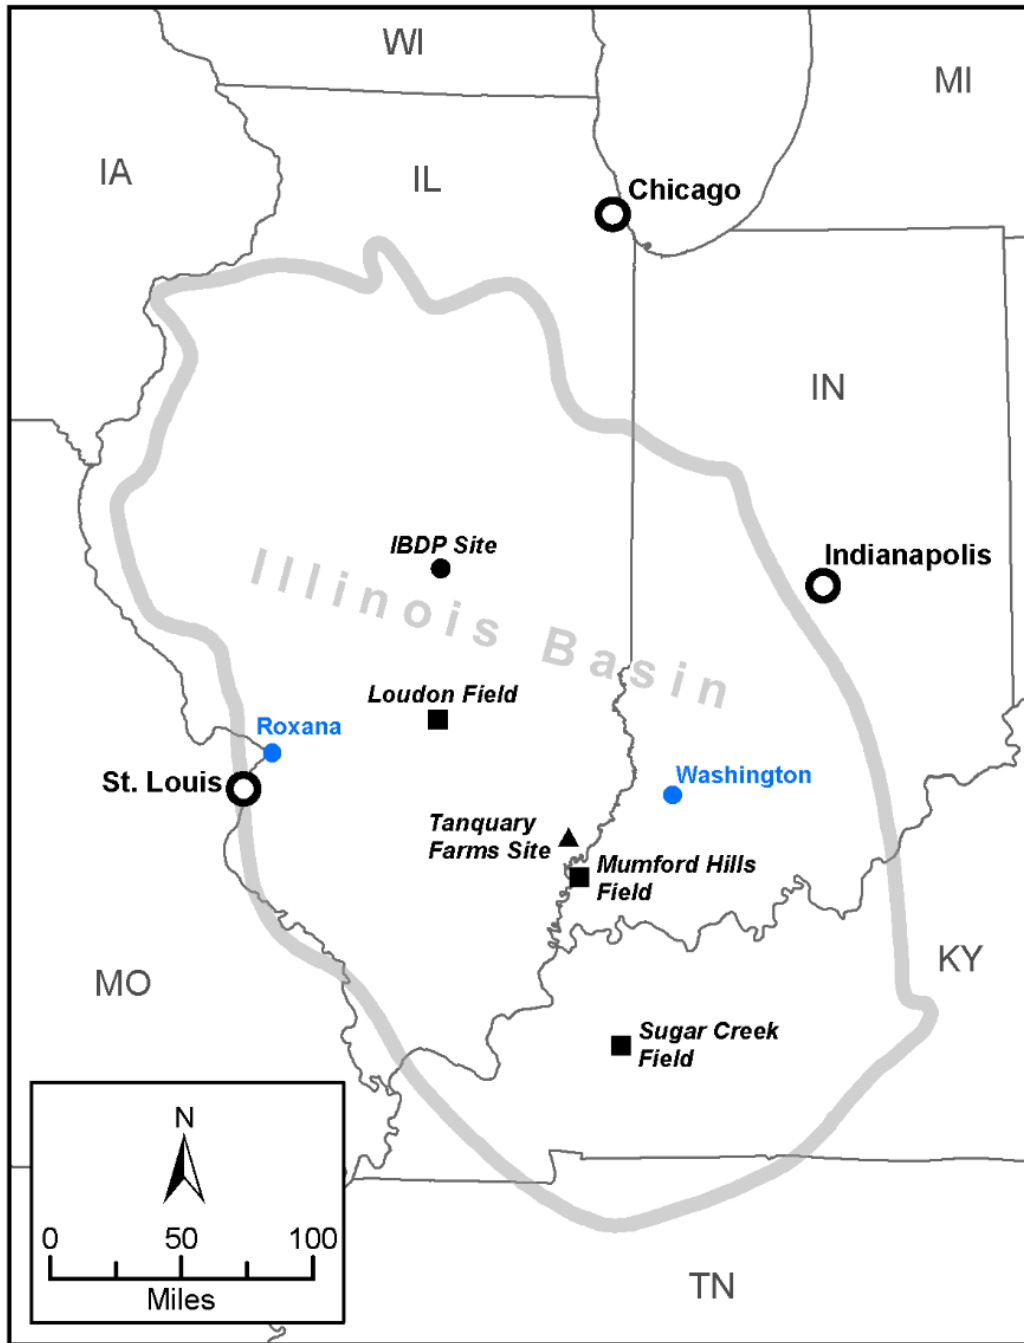 WI
MI
IA
IL
Chicago
IN
IBDP Site
Indianapolis
Illinois Basin
Loudon Field
Roxana
St. Louis
Washington
Tanquary
Farms Site
Mumford Hills
Field
MO
KY
Sugar Creek
Field
N
0 50 100
Miles
TN